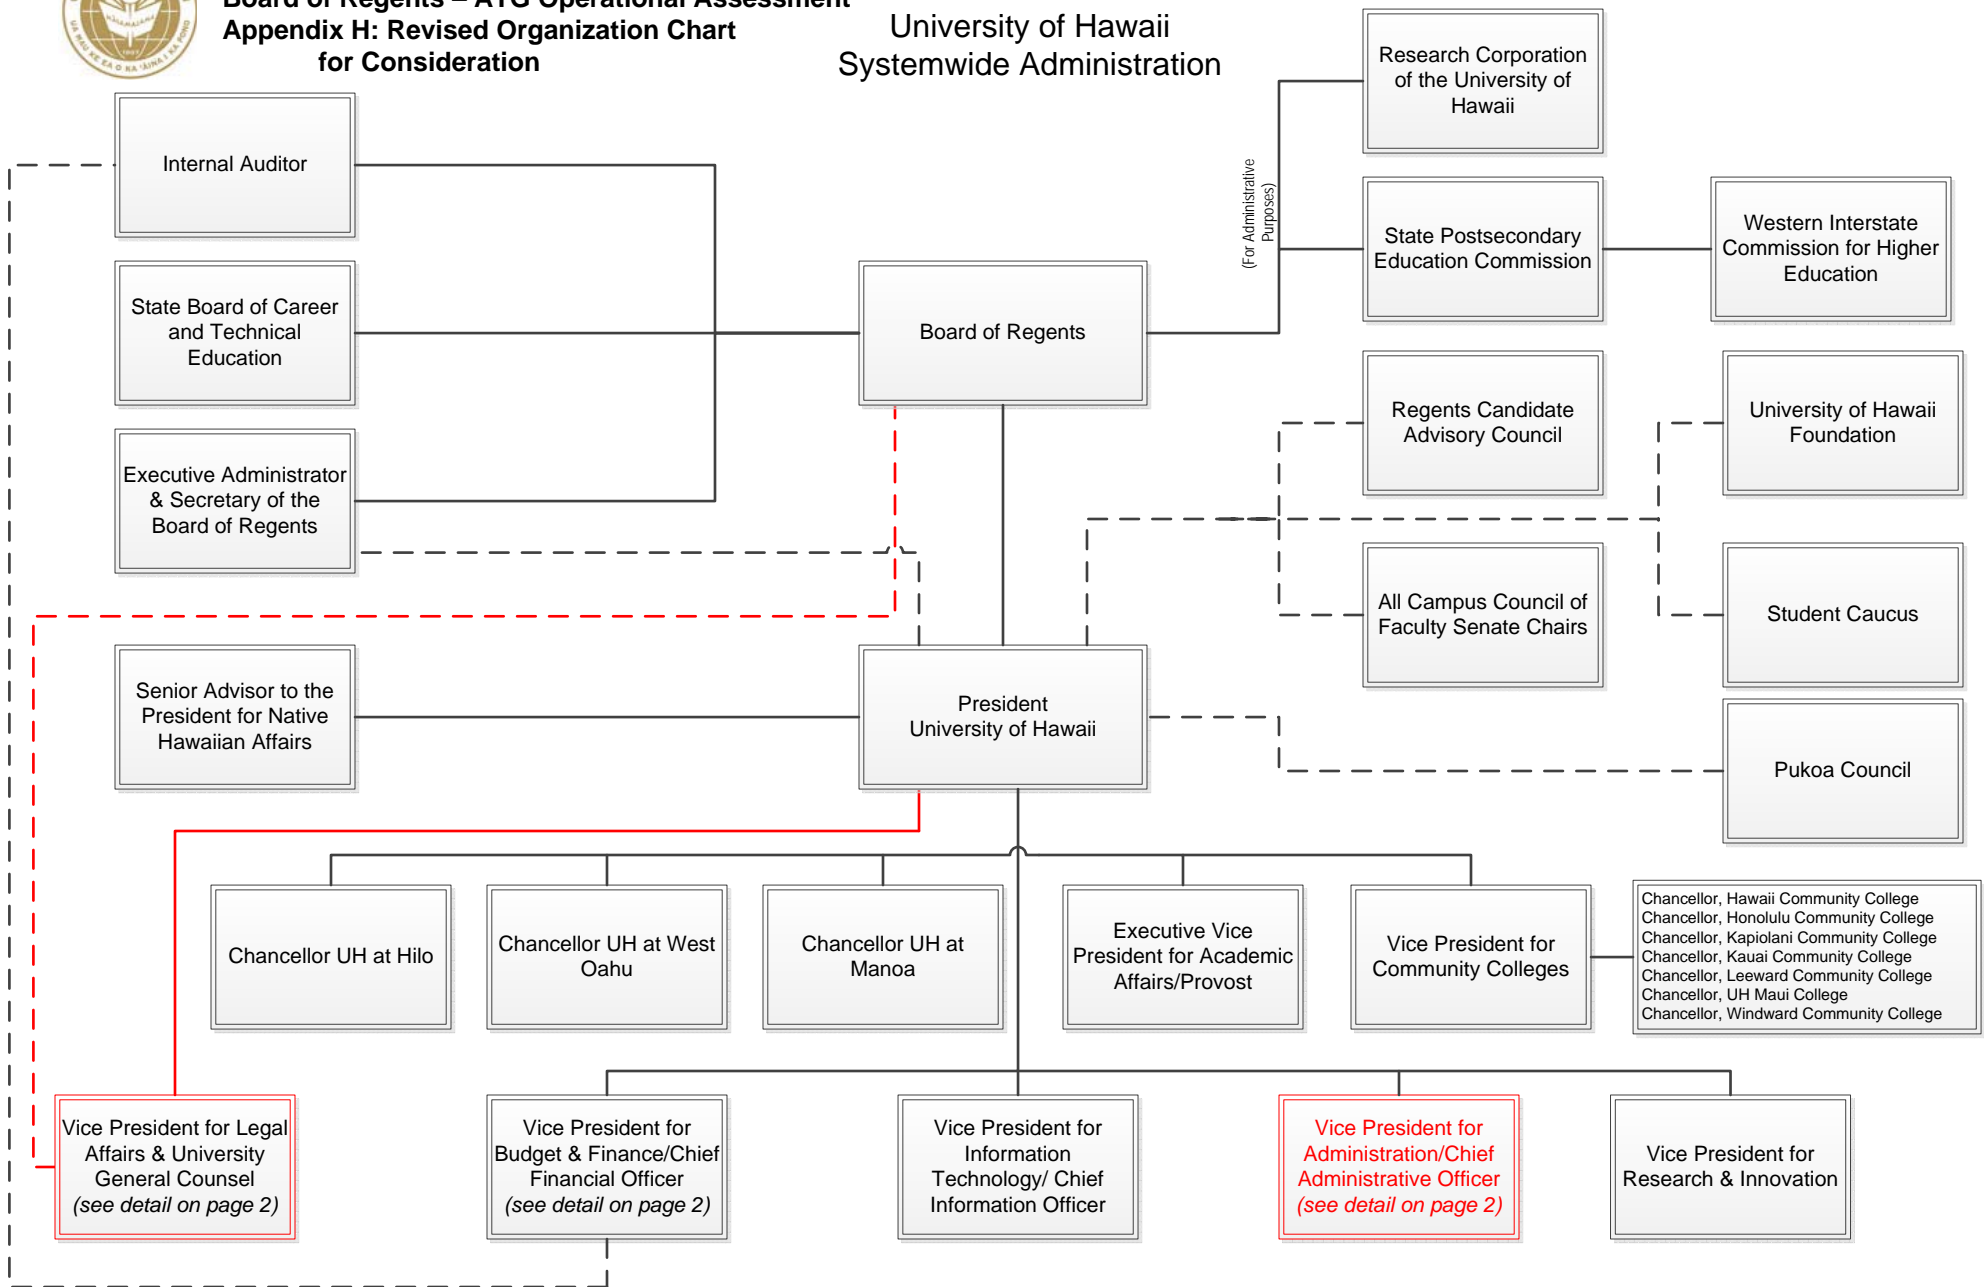 Board of Regents – ATG Operational Assessment
Appendix H: Revised Organization Chart
for Consideration
University of Hawaii
Systemwide Administration
Research Corporation
of the University of
Hawaii
Internal Auditor
(For Administrative
Purposes)
State Postsecondary
Education Commission
Western Interstate
Commission for Higher
Education
State Board of Career
and Technical
Education
Board of Regents
Regents Candidate
Advisory Council
University of Hawaii
Foundation
Executive Administrator
& Secretary of the
Board of Regents
All Campus Council of
Faculty Senate Chairs
Student Caucus
Senior Advisor to the
President for Native
Hawaiian Affairs
President
University of Hawaii
Pukoa Council
Chancellor UH at Hilo
Chancellor UH at West
Oahu
Chancellor UH at
Manoa
Executive Vice
President for Academic
Affairs/Provost
Vice President for
Community Colleges
Chancellor, Hawaii Community College
Chancellor, Honolulu Community College
Chancellor, Kapiolani Community College
Chancellor, Kauai Community College
Chancellor, Leeward Community College
Chancellor, UH Maui College
Chancellor, Windward Community College
Vice President for Legal
Affairs & University
General Counsel
(see detail on page 2)
Vice President for
Budget & Finance/Chief
Financial Officer
(see detail on page 2)
Vice President for
Information
Technology/ Chief
Information Officer
Vice President for
Administration/Chief
Administrative Officer
(see detail on page 2)
Vice President for
Research & Innovation